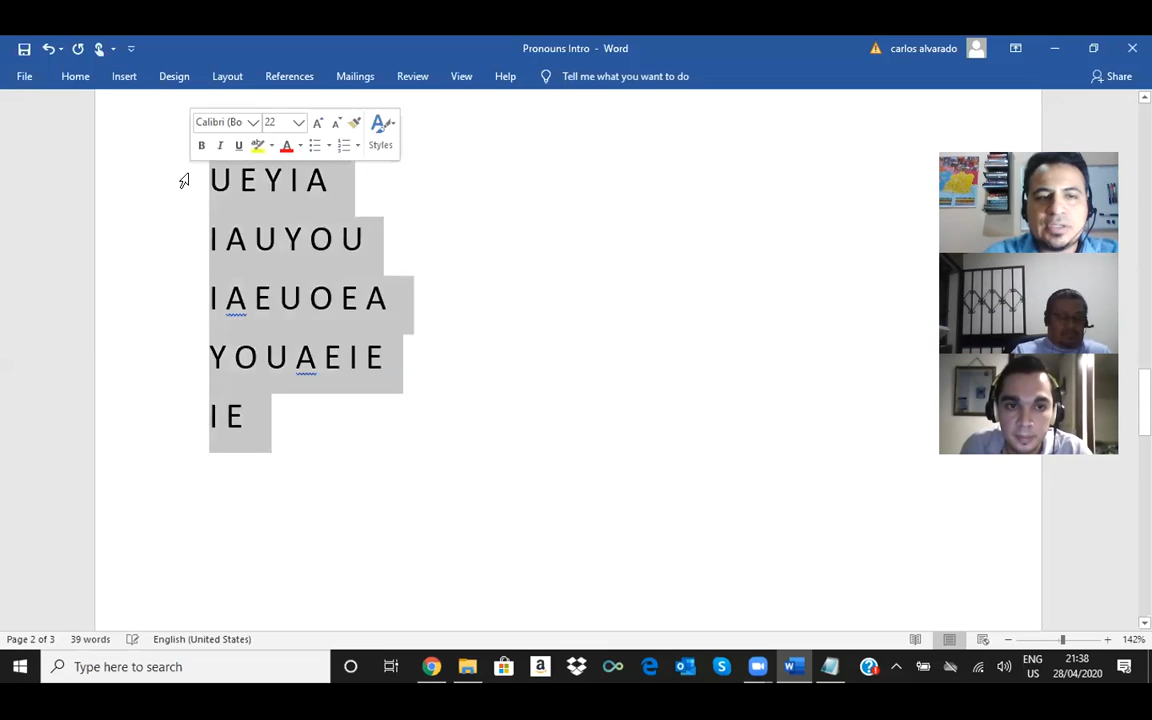 Pronouns Intro - Word
carlos alvarado
File Home Insert Design Layout References Mailings Review View Help Tell me what you want to do Share
Calibri (Bo 22
Styles
U E Y I A
I A U Y O U
I A E U O E A
Y O U A E I E
I E
Page 2 of 3 39 words English (United States) 142%
Type here to search
ENG 21:38
US 28/04/2020